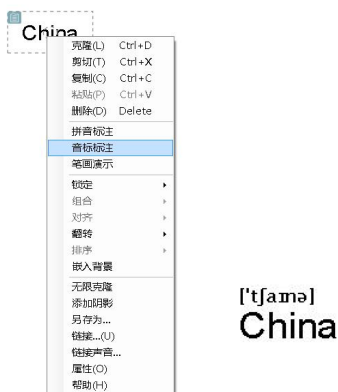 China
克隆(L) Ctrl+D
剪切(T) Ctrl+X
复制(C) Ctrl+C
粘贴(P) Ctrl+V
删除(D) Delete
拼音标注
音标标注
笔画演示
锁定
组合
对齐
翻转
排序
嵌入背景
无限克隆
添加阴影
另存为...
链接...(U)
链接声音...
属性(O)
帮助(H)
['tʃaɪnə]
China